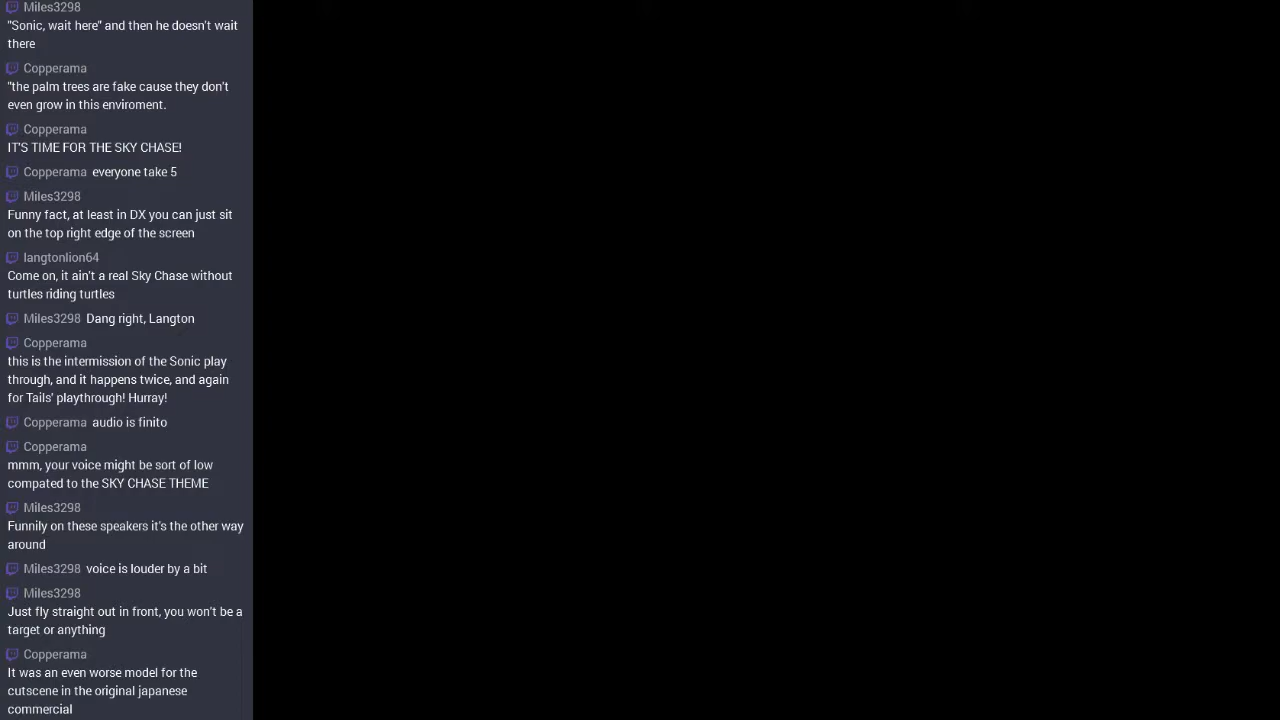 Miles3298
"Sonic, wait here" and then he doesn't wait
there
Copperama
"the palm trees are fake cause they don't
even grow in this enviroment.
Copperama
IT'S TIME FOR THE SKY CHASE!
Copperama everyone take 5
Miles3298
Funny fact, at least in DX you can just sit
on the top right edge of the screen
langtonlion64
Come on, it ain't a real Sky Chase without
turtles riding turtles
Miles3298 Dang right, Langton
Copperama
this is the intermission of the Sonic play
through, and it happens twice, and again
for Tails' playthrough! Hurray!
Copperama audio is finito
Copperama
mmm, your voice might be sort of low
compated to the SKY CHASE THEME
Miles3298
Funnily on these speakers it's the other way
around
Miles3298 voice is louder by a bit
Miles3298
Just fly straight out in front, you won't be a
target or anything
Copperama
It was an even worse model for the
cutscene in the original japanese
commercial